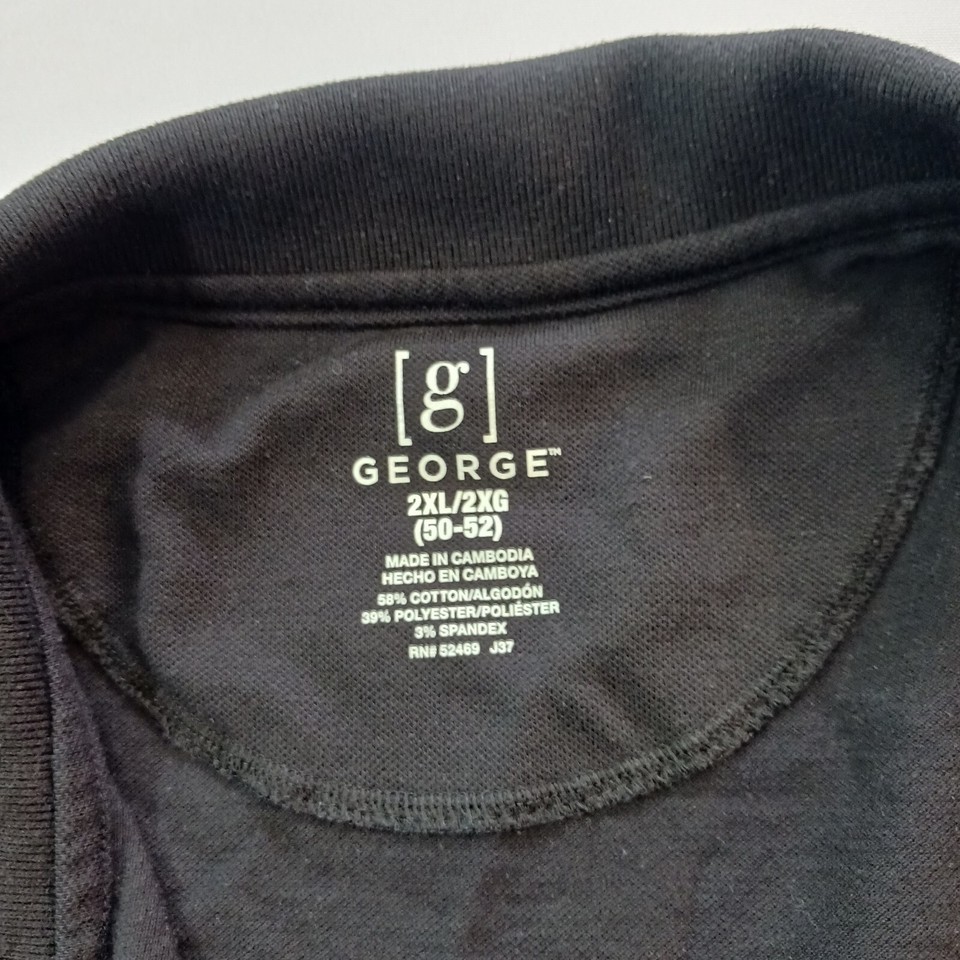 [g]
GEORGE™
2XL/2XG
(50-52)
MADE IN CAMBODIA
HECHO EN CAMBOYA
58% COTTON/ALGODÓN
39% POLYESTER/POLIÉSTER
3% SPANDEX
RN# 52469 J37